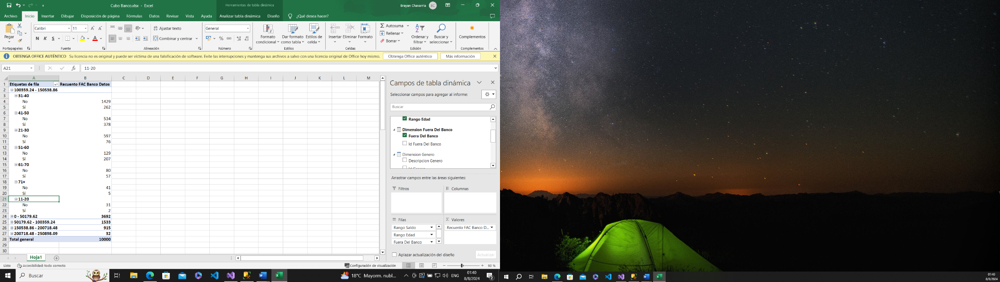 Cubo Banco.xlsx - Excel
Herramientas de tabla dinámica
Brayan Chavarria BC
Archivo Inicio Insertar Dibujar Disposición de página Fórmulas Datos Revisar Vista Ayuda Analizar tabla dinámica Diseño ¿Qué desea hacer?
Pegar
Portapapeles
Calibri 11
N K S
Fuente
Ajustar texto
Combinar y centrar
Alineación
General
% 000
Número
Formato condicional
Dar formato como tabla
Estilos de celda
Estilos
Insertar Eliminar Formato
Celdas
Autosuma
Rellenar
Borrar
Ordenar y filtrar
Buscar y seleccionar
Edición
Complementos
Complementos
OBTENGA OFFICE AUTÉNTICO Su licencia no es original y puede ser víctima de una falsificación de software. Evite las interrupciones y mantenga sus archivos a salvo con una licencia original de Office hoy mismo. Obtenga Office auténtico Más información
A21 fx 11-20
A B C D E F G H I J K L M
1 Etiquetas de fila Recuento FAC Banco Datos
2 100359.24 - 150538.86
3 31-40
4 No 1429
5 Sí 262
6 41-50
7 No 534
8 Sí 378
9 21-30
10 No 597
11 Sí 76
12 51-60
13 No 129
14 Sí 207
15 61-70
16 No 80
17 Sí 57
18 71+
19 No 41
20 Sí 5
21 11-20
22 No 31
23 Sí 2
24 0 - 50179.62 3692
25 50179.62 - 100359.24 1533
26 150538.86 - 200718.48 915
27 200718.48 - 250898.09 32
28 Total general 10000
29
30
Hoja1
Listo Accesibilidad: todo correcto Configuración de visualización 90 %
Campos de tabla dinámica
Seleccionar campos para agregar al informe:
Buscar
Rango Edad
Dimension Fuera Del Banco
Fuera Del Banco
Id Fuera Del Banco
Dimension Genero
Descripcion Genero
Id Genero
Arrastrar campos entre las áreas siguientes:
Filtros Columnas
Filas Valores
Rango Saldo Recuento FAC Banco D...
Rango Edad
Fuera Del Banco
Aplazar actualización del diseño Actualizar
Buscar
1 18°C Mayorm. nubl... ENG 01:40
8/8/2024 2
01:40
8/8/2024